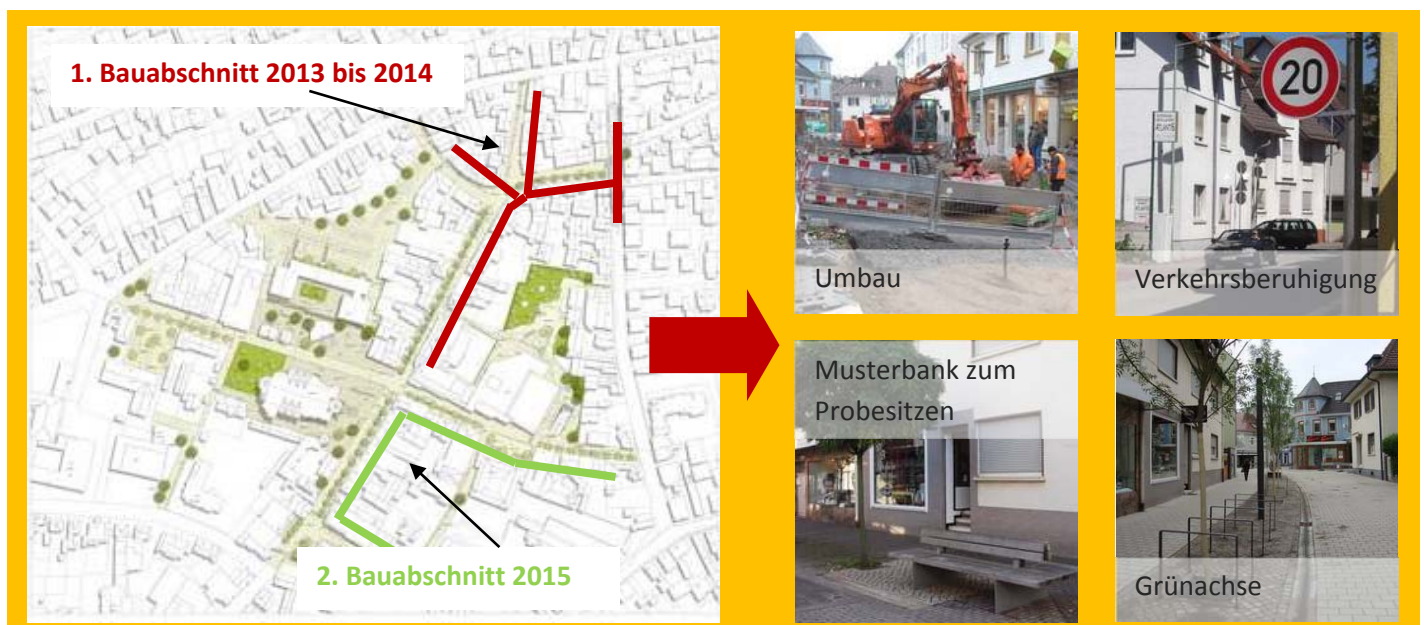 1. Bauabschnitt 2013 bis 2014
2. Bauabschnitt 2015
Umbau
20
Verkehrsberuhigung
Musterbank zum
Probesitzen
Grünachse